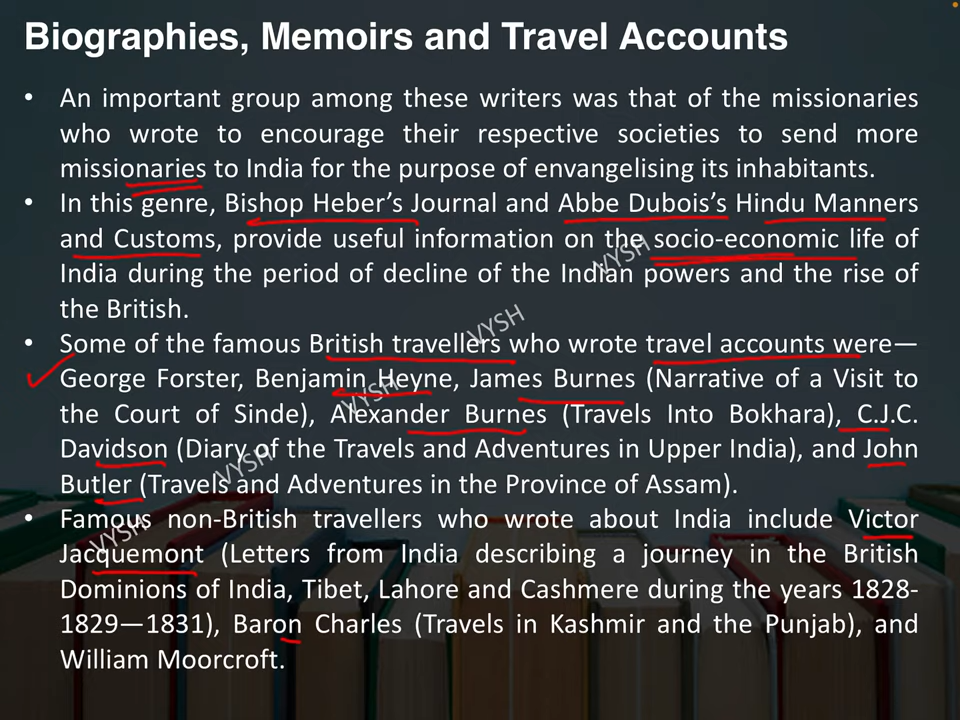 Biographies, Memoirs and Travel Accounts
• An important group among these writers was that of the missionaries
who wrote to encourage their respective societies to send more
missionaries to India for the purpose of envangelising its inhabitants.
• In this genre, Bishop Heber's Journal and Abbe Dubois's Hindu Manners
and Customs, provide useful information on the socio-economic life of
India during the period of decline of the Indian powers and the rise of
the British.
• Some of the famous British travellers who wrote travel accounts were—
George Forster, Benjamin Heyne, James Burnes (Narrative of a Visit to
the Court of Sinde), Alexander Burnes (Travels Into Bokhara), C.J.C.
Davidson (Diary of the Travels and Adventures in Upper India), and John
Butler (Travels and Adventures in the Province of Assam).
• Famous non-British travellers who wrote about India include Victor
Jacquemont (Letters from India describing a journey in the British
Dominions of India, Tibet, Lahore and Cashmere during the years 1828-
1829—1831), Baron Charles (Travels in Kashmir and the Punjab), and
William Moorcroft.
VYSH
VYSH
VYSH
VYSH
VYSH